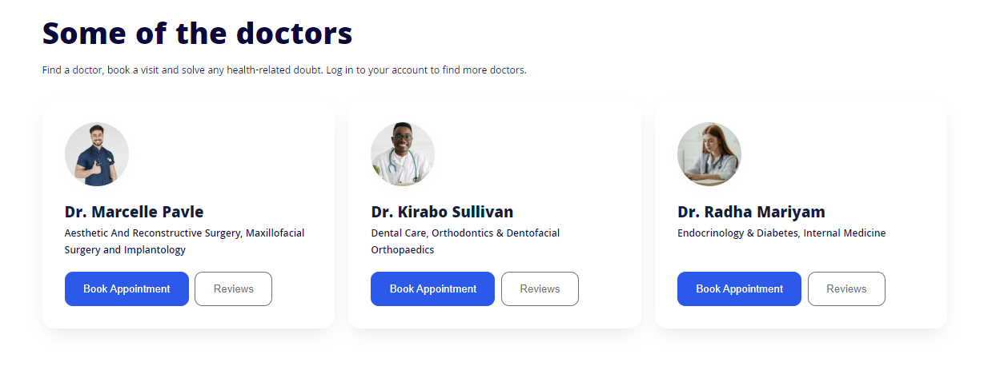 Some of the doctors
Find a doctor, book a visit and solve any health-related doubt. Log in to your account to find more doctors.
Dr. Marcelle Pavle
Aesthetic And Reconstructive Surgery, Maxillofacial
Surgery and Implantology
Book Appointment
Reviews
Dr. Kirabo Sullivan
Dental Care, Orthodontics & Dentofacial
Orthopaedics
Book Appointment
Reviews
Dr. Radha Mariyam
Endocrinology & Diabetes, Internal Medicine
Book Appointment
Reviews